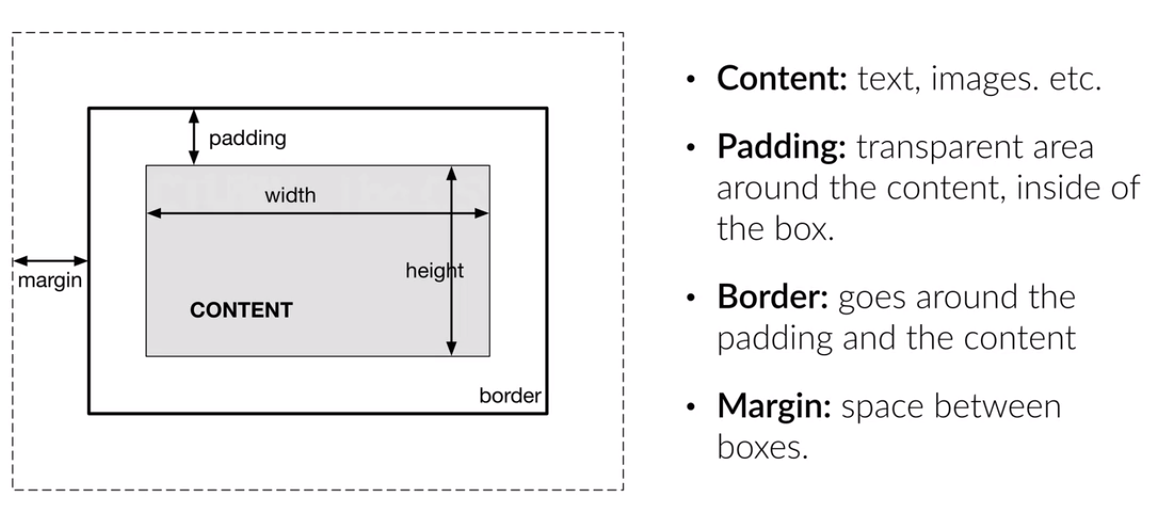 padding
width
height
margin
CONTENT
border
• Content: text, images. etc.
• Padding: transparent area
around the content, inside of
the box.
• Border: goes around the
padding and the content
• Margin: space between
boxes.